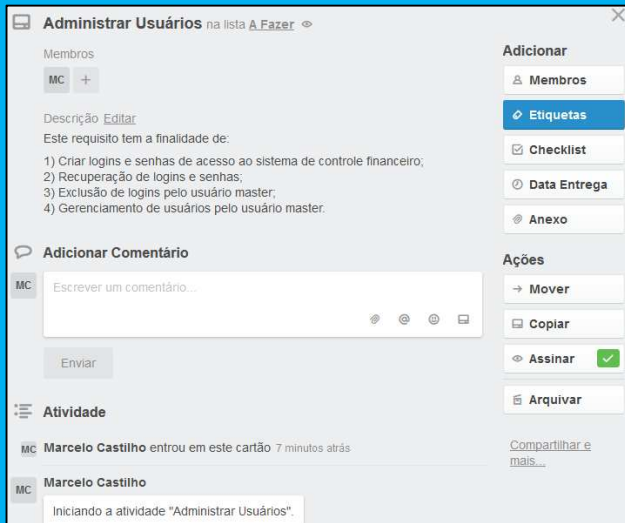 Administrar Usuários na lista A Fazer
Membros
MC +
Descrição Editar
Este requisito tem a finalidade de:
1) Criar logins e senhas de acesso ao sistema de controle financeiro;
2) Recuperação de logins e senhas;
3) Exclusão de logins pelo usuário master;
4) Gerenciamento de usuários pelo usuário master.
Adicionar Comentário
MC
Escrever um comentário...
@
Enviar
Atividade
MC Marcelo Castilho entrou em este cartão 7 minutos atrás
MC Marcelo Castilho
Iniciando a atividade "Administrar Usuários".
Adicionar
Membros
Etiquetas
Checklist
Data Entrega
Anexo
Ações
→ Mover
Copiar
Assinar
Arquivar
Compartilhar e
mais...